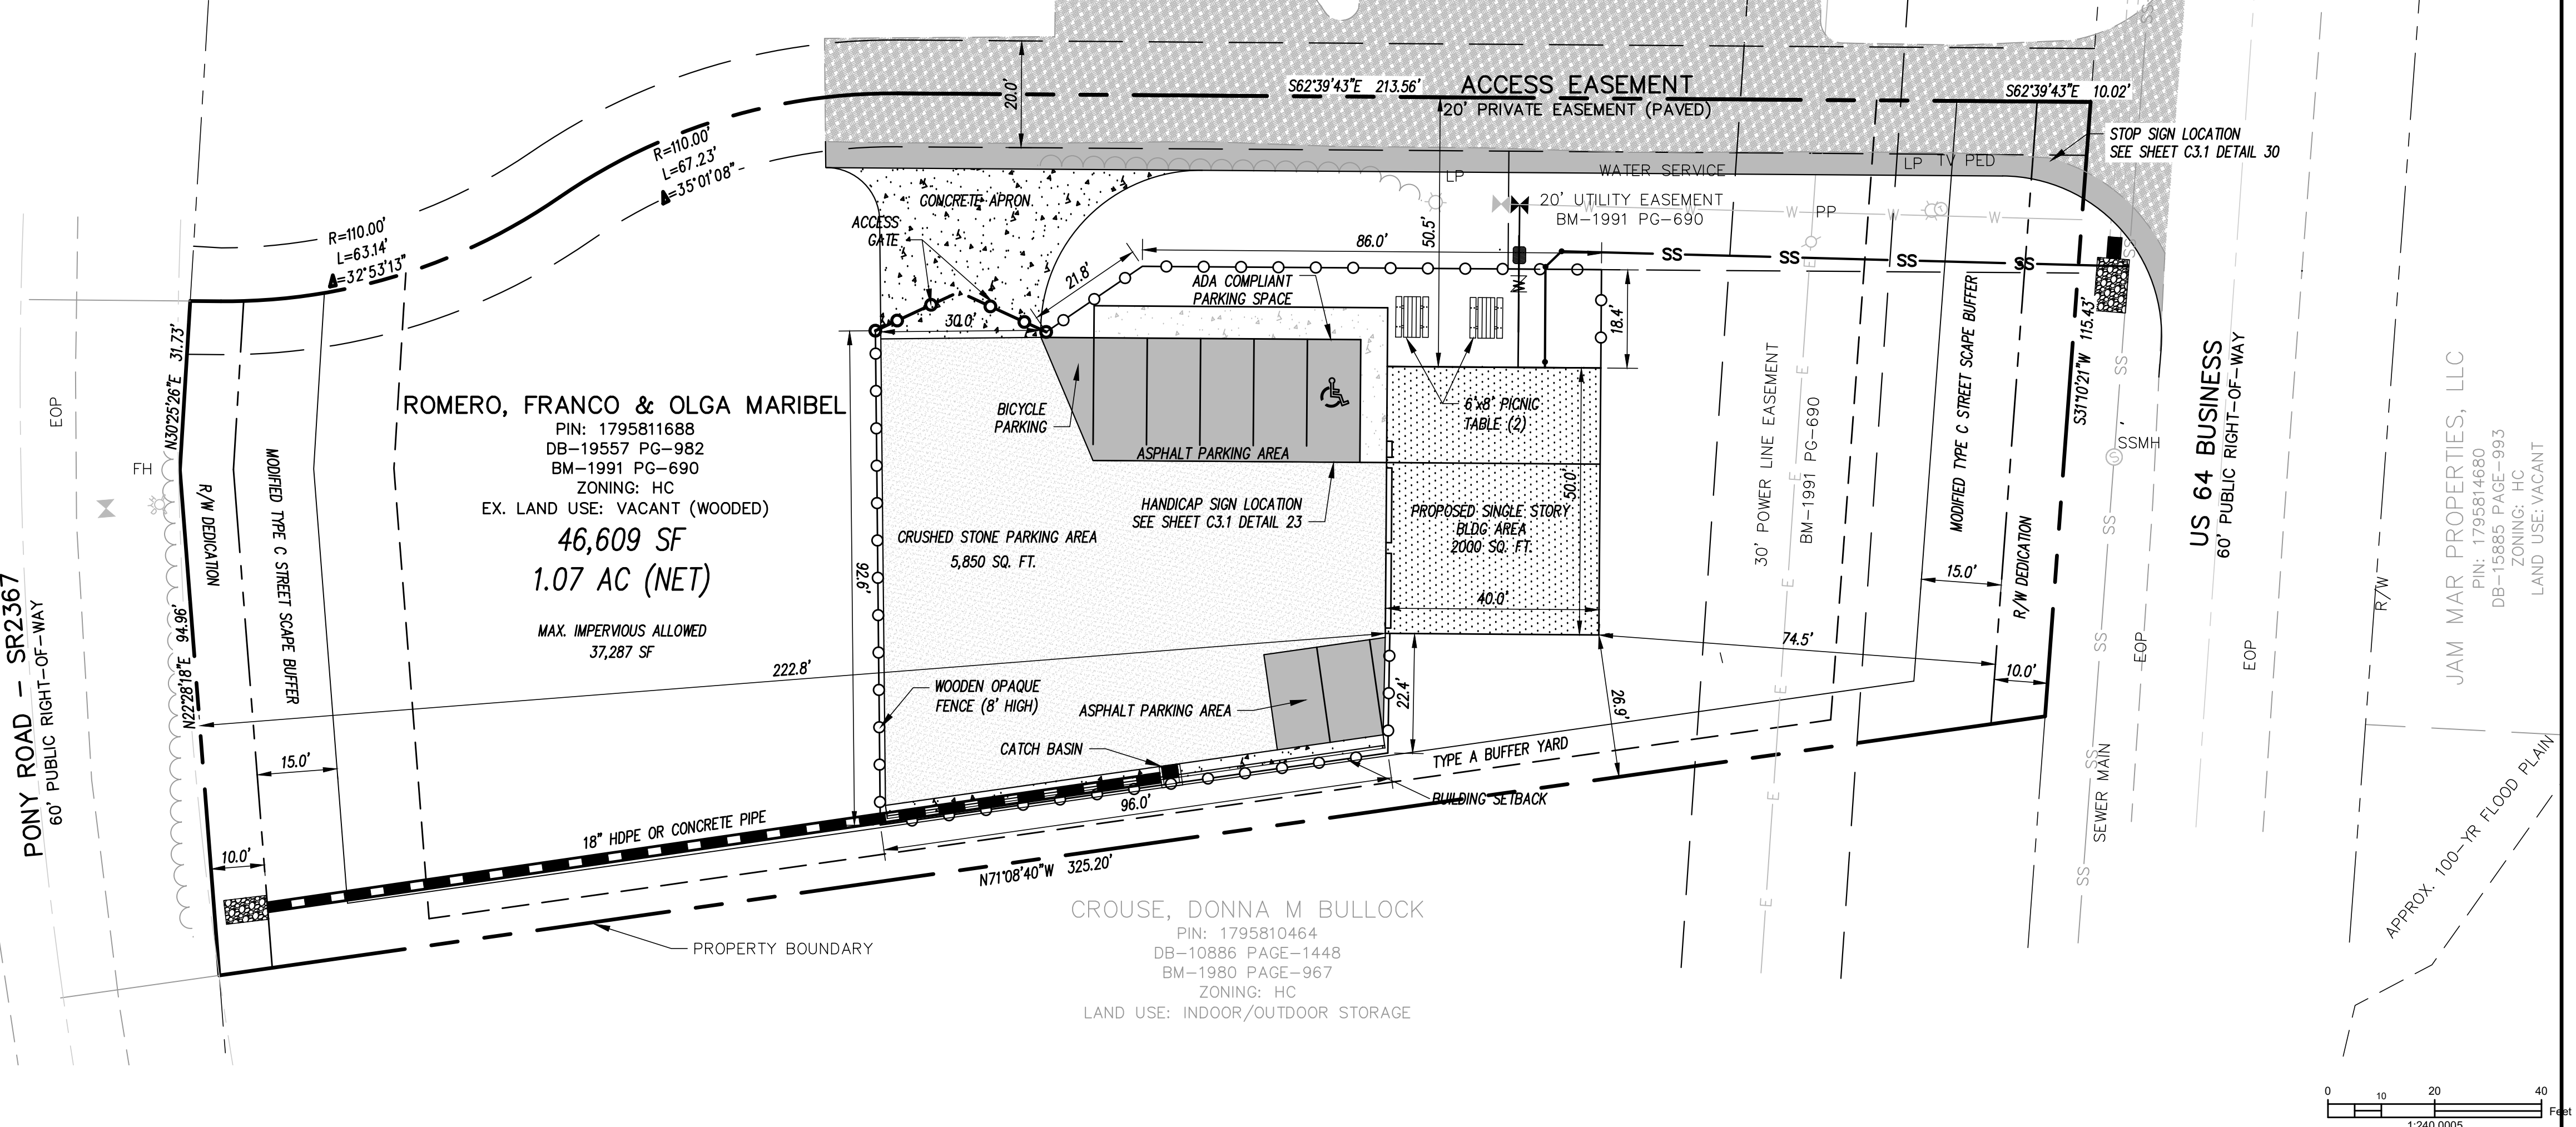 ACCESS EASEMENT
20' PRIVATE EASEMENT (PAVED)
S62°39'43"E 213.56'
S62°39'43"E 10.02'
20.0'
STOP SIGN LOCATION
SEE SHEET C3.1 DETAIL 30
R=110.00'
L=67.23'
Δ=35°01'08"
R=110.00'
L=63.14'
Δ=32°53'13"
CONCRETE APRON
ACCESS
GATE
WATER SERVICE
LP
LP
TV PED
20' UTILITY EASEMENT
BM-1991 PG-690
PP
W
W
W
W
W
50.5'
86.0'
21.8'
30.0'
ADA COMPLIANT
PARKING SPACE
18.4'
SS
SS
SS
SS
W
BICYCLE
PARKING
ASPHALT PARKING AREA
6'x8' PICNIC
TABLE (2)
HANDICAP SIGN LOCATION
SEE SHEET C3.1 DETAIL 23
ROMERO, FRANCO & OLGA MARIBEL
PIN: 1795811688
DB-19557 PG-982
BM-1991 PG-690
ZONING: HC
EX. LAND USE: VACANT (WOODED)
46,609 SF
1.07 AC (NET)
MAX. IMPERVIOUS ALLOWED
37,287 SF
CRUSHED STONE PARKING AREA
5,850 SQ. FT.
PROPOSED SINGLE STORY
BLDG AREA
2000 SQ. FT.
50.0'
40.0'
92.6'
222.8'
74.5'
22.4'
26.9'
WOODEN OPAQUE
FENCE (8' HIGH)
ASPHALT PARKING AREA
CATCH BASIN
TYPE A BUFFER YARD
BUILDING SETBACK
96.0'
18" HDPE OR CONCRETE PIPE
N71°08'40"W 325.20'
PROPERTY BOUNDARY
N30°25'26"E 31.73'
N22°28'18"E 94.96'
R/W DEDICATION
MODIFIED TYPE C STREET SCAPE BUFFER
15.0'
10.0'
EOP
FH
PONY ROAD - SR2367
60' PUBLIC RIGHT-OF-WAY
30' POWER LINE EASEMENT
BM-1991 PG-690
E
E
E
E
E
E
E
E
MODIFIED TYPE C STREET SCAPE BUFFER
15.0'
R/W DEDICATION
10.0'
S31°10'21"W 115.43'
SSMH
S
SS
SS
SS
SS
SS
SS
SS
SS
SEWER MAIN
EOP
EOP
US 64 BUSINESS
60' PUBLIC RIGHT-OF-WAY
R/W
JAM MAR PROPERTIES, LLC
PIN: 1795814680
DB-15885 PAGE-993
ZONING: HC
LAND USE: VACANT
APPROX. 100-YR FLOOD PLAIN
CROUSE, DONNA M BULLOCK
PIN: 1795810464
DB-10886 PAGE-1448
BM-1980 PAGE-967
ZONING: HC
LAND USE: INDOOR/OUTDOOR STORAGE
0 10 20 40
Feet
1:240.0005